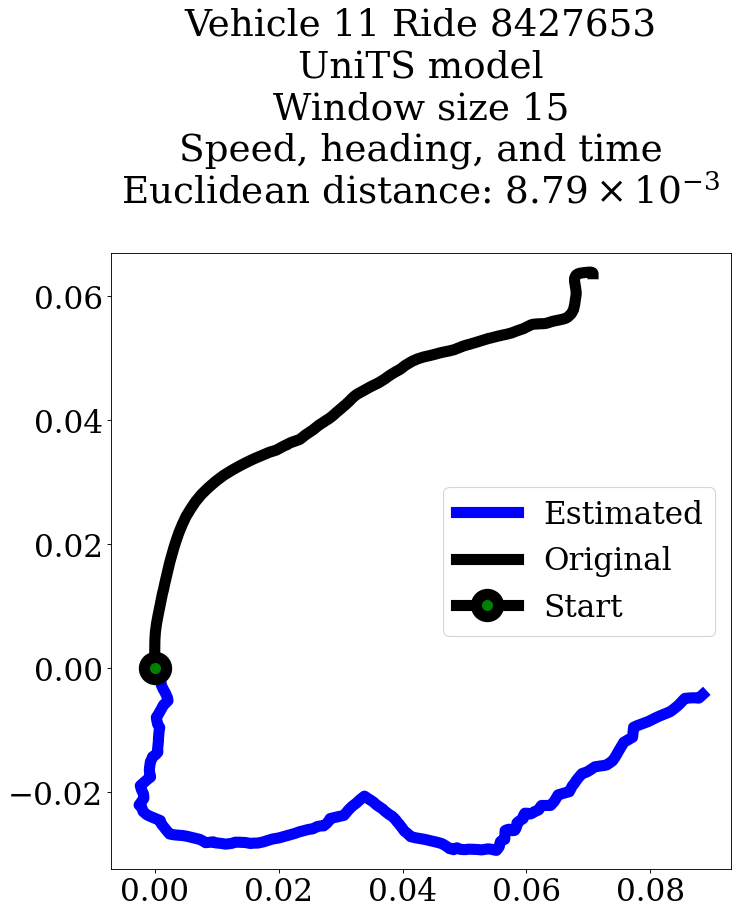 Vehicle 11 Ride 8427653
UniTS model
Window size 15
Speed, heading, and time
Euclidean distance: 8.79 × 10⁻³
0.06
0.04
0.02
0.00
−0.02
Estimated
Original
Start
0.00 0.02 0.04 0.06 0.08